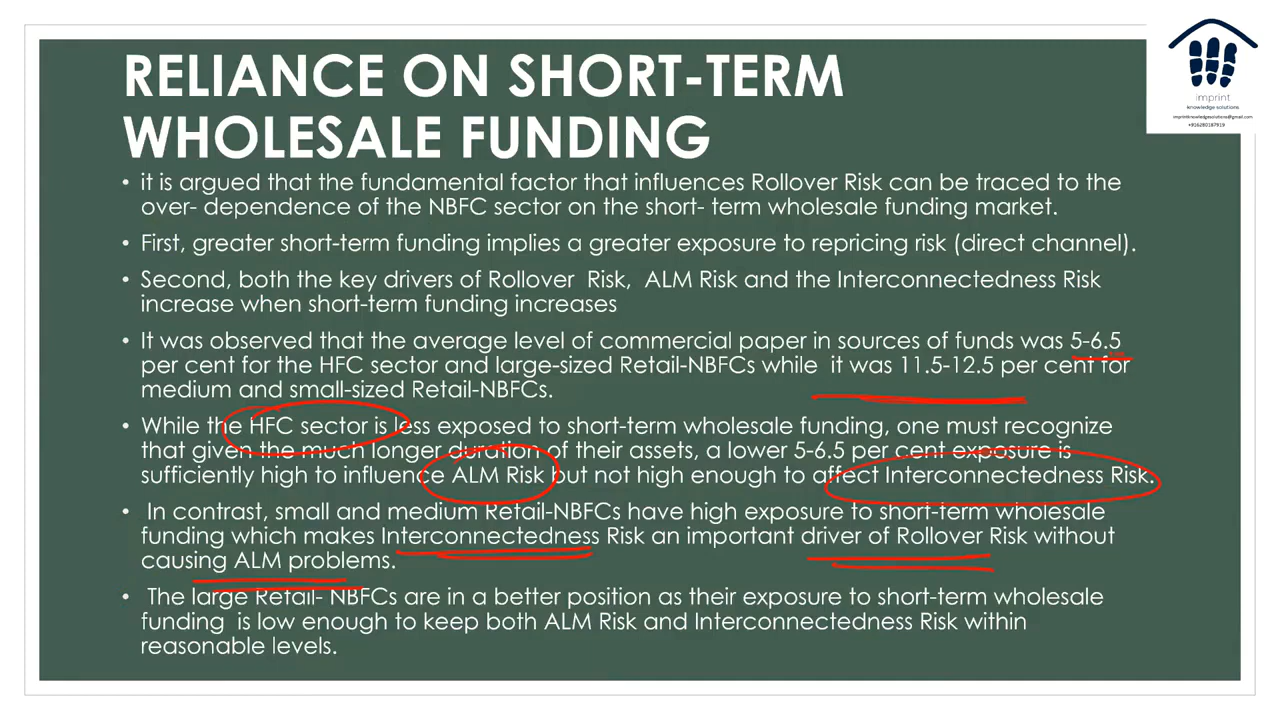 RELIANCE ON SHORT-TERM
WHOLESALE FUNDING
imprint
knowledge solutions
imprintknowledgesolutions@gmail.com
+916280187919
• it is argued that the fundamental factor that influences Rollover Risk can be traced to the
over- dependence of the NBFC sector on the short- term wholesale funding market.
• First, greater short-term funding implies a greater exposure to repricing risk (direct channel).
• Second, both the key drivers of Rollover Risk, ALM Risk and the Interconnectedness Risk
increase when short-term funding increases
• It was observed that the average level of commercial paper in sources of funds was 5-6.5
per cent for the HFC sector and large-sized Retail-NBFCs while it was 11.5-12.5 per cent for
medium and small-sized Retail-NBFCs.
• While the HFC sector is less exposed to short-term wholesale funding, one must recognize
that given the much longer duration of their assets, a lower 5-6.5 per cent exposure is
sufficiently high to influence ALM Risk but not high enough to affect Interconnectedness Risk.
• In contrast, small and medium Retail-NBFCs have high exposure to short-term wholesale
funding which makes Interconnectedness Risk an important driver of Rollover Risk without
causing ALM problems.
• The large Retail- NBFCs are in a better position as their exposure to short-term wholesale
funding is low enough to keep both ALM Risk and Interconnectedness Risk within
reasonable levels.